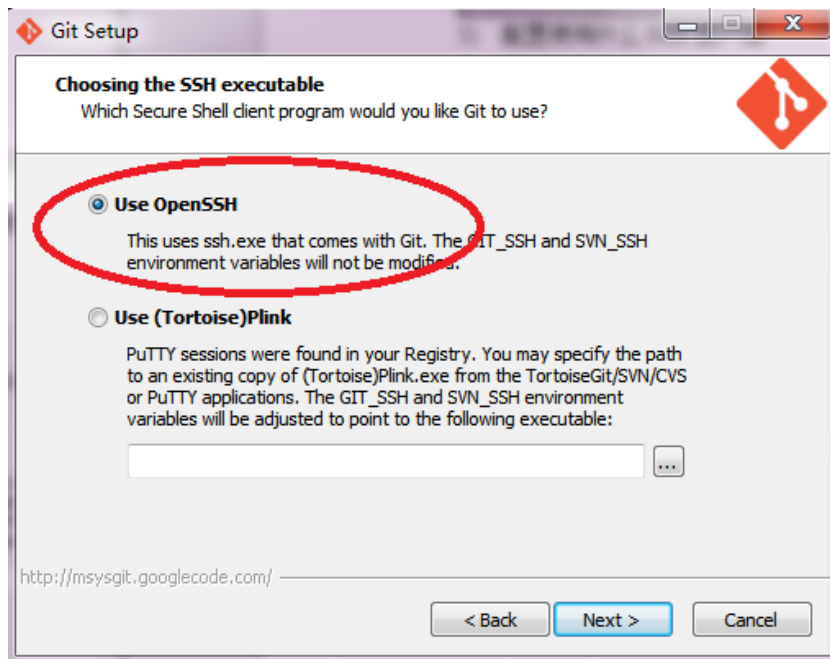 Git Setup
Choosing the SSH executable
Which Secure Shell client program would you like Git to use?
Use OpenSSH
This uses ssh.exe that comes with Git. The GIT_SSH and SVN_SSH
environment variables will not be modified.
Use (Tortoise)Plink
PuTTY sessions were found in your Registry. You may specify the path
to an existing copy of (Tortoise)Plink.exe from the TortoiseGit/SVN/CVS
or PuTTY applications. The GIT_SSH and SVN_SSH environment
variables will be adjusted to point to the following executable:
...
http://msysgit.googlecode.com/
< Back Next > Cancel